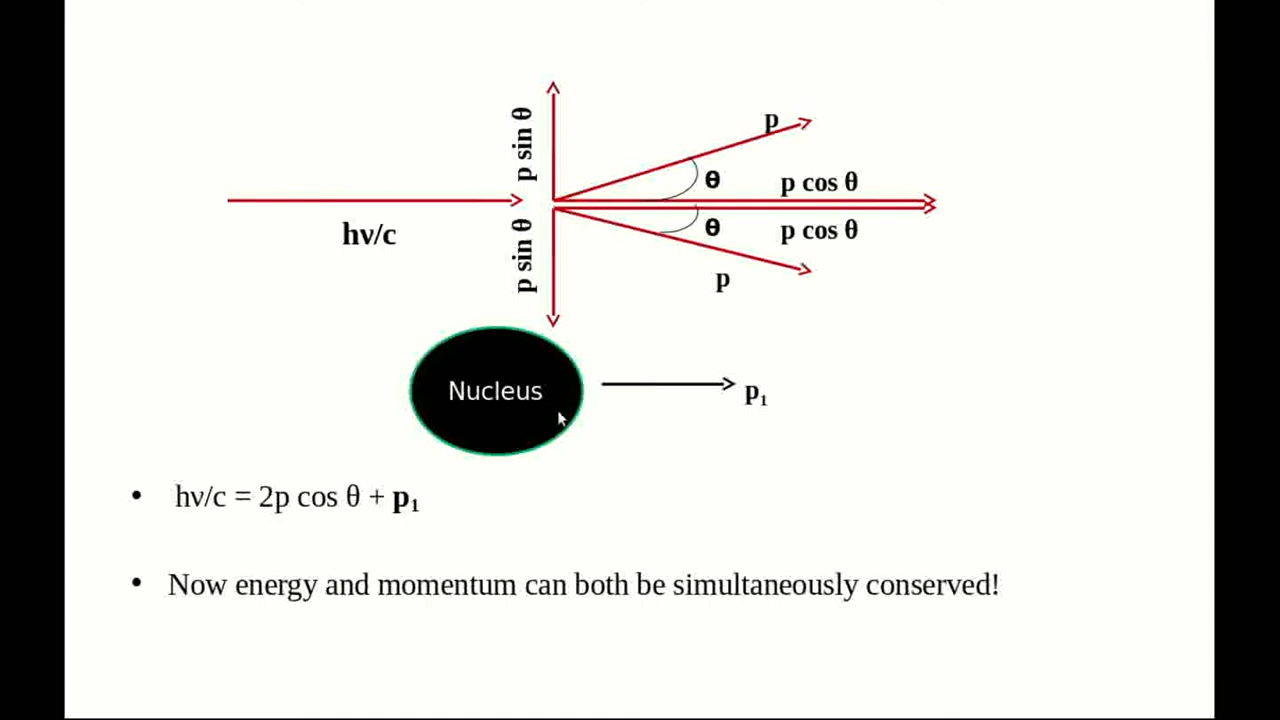 p
p sin θ
θ
p cos θ
hν/c
p sin θ
θ
p cos θ
p
Nucleus
p₁
• hν/c = 2p cos θ + p₁
• Now energy and momentum can both be simultaneously conserved!